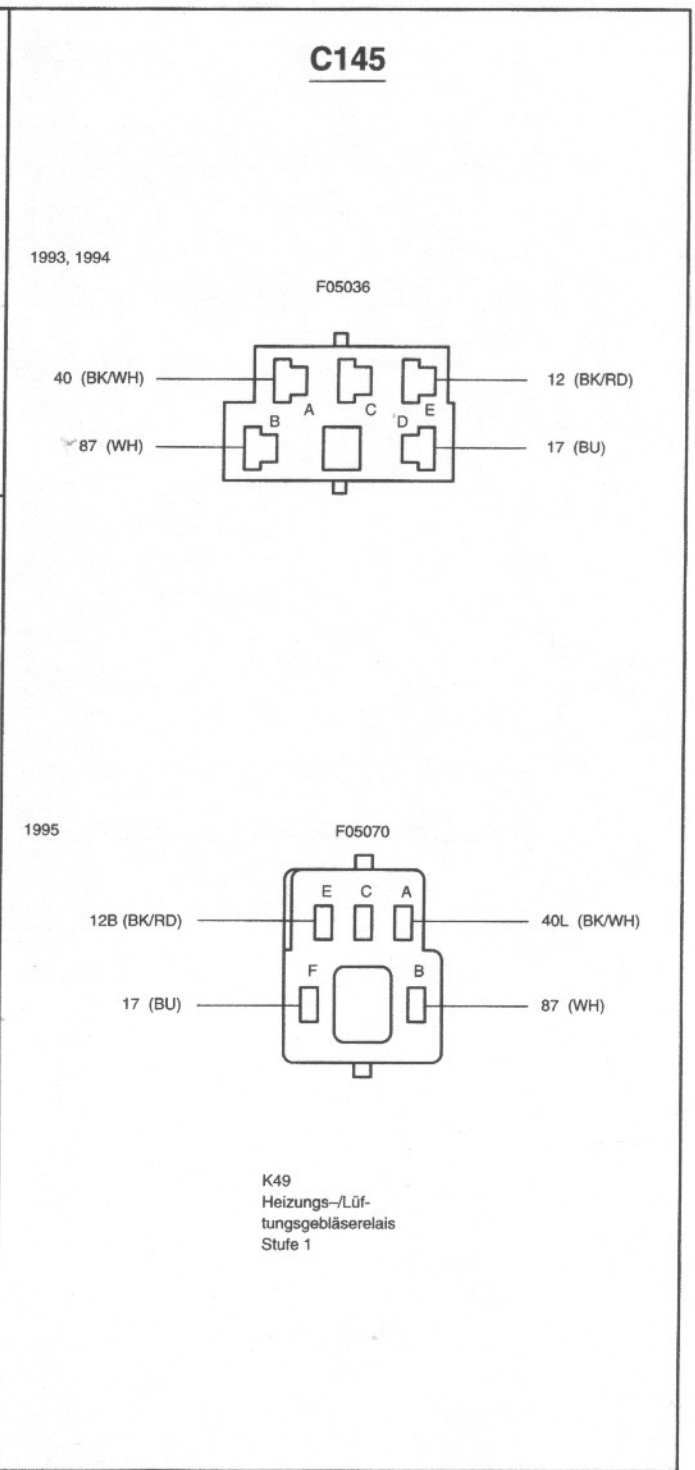 C145
1993, 1994
F05036
40 (BK/WH)
12 (BK/RD)
A
C
E
B
D
87 (WH)
17 (BU)
1995
F05070
E C A
12B (BK/RD)
40L (BK/WH)
F
B
17 (BU)
87 (WH)
K49
Heizungs–/Lüf-
tungsgebläserelais
Stufe 1